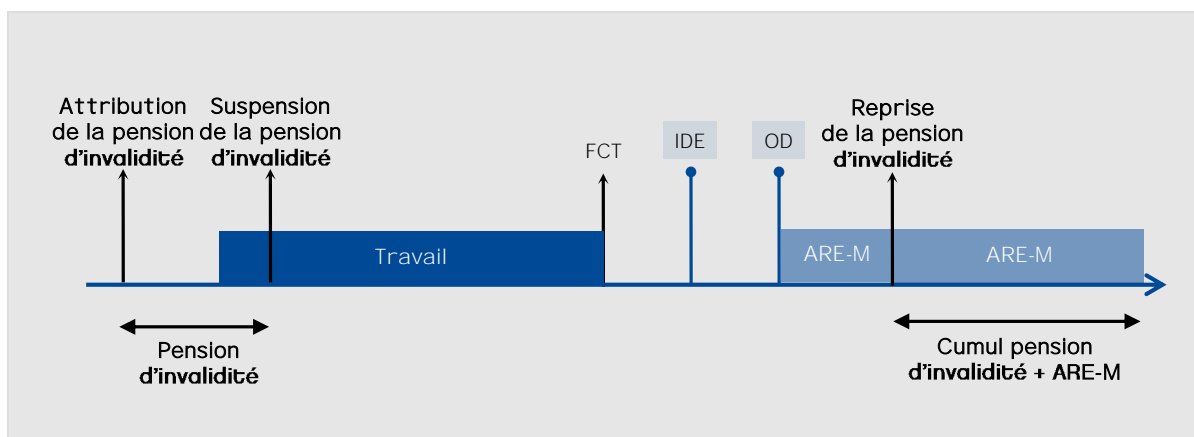 Attribution
de la pension
d'invalidité
Suspension
de la pension
d'invalidité
FCT
IDE
OD
Reprise
de la pension
d'invalidité
Travail
ARE-M
ARE-M
Pension
d'invalidité
Cumul pension
d'invalidité + ARE-M